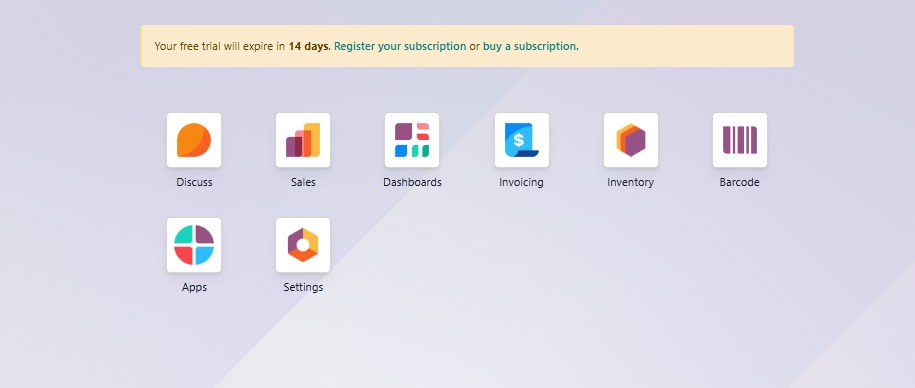 Your free trial will expire in 14 days. Register your subscription or buy a subscription.
Discuss
Sales
Dashboards
Invoicing
Inventory
Barcode
Apps
Settings